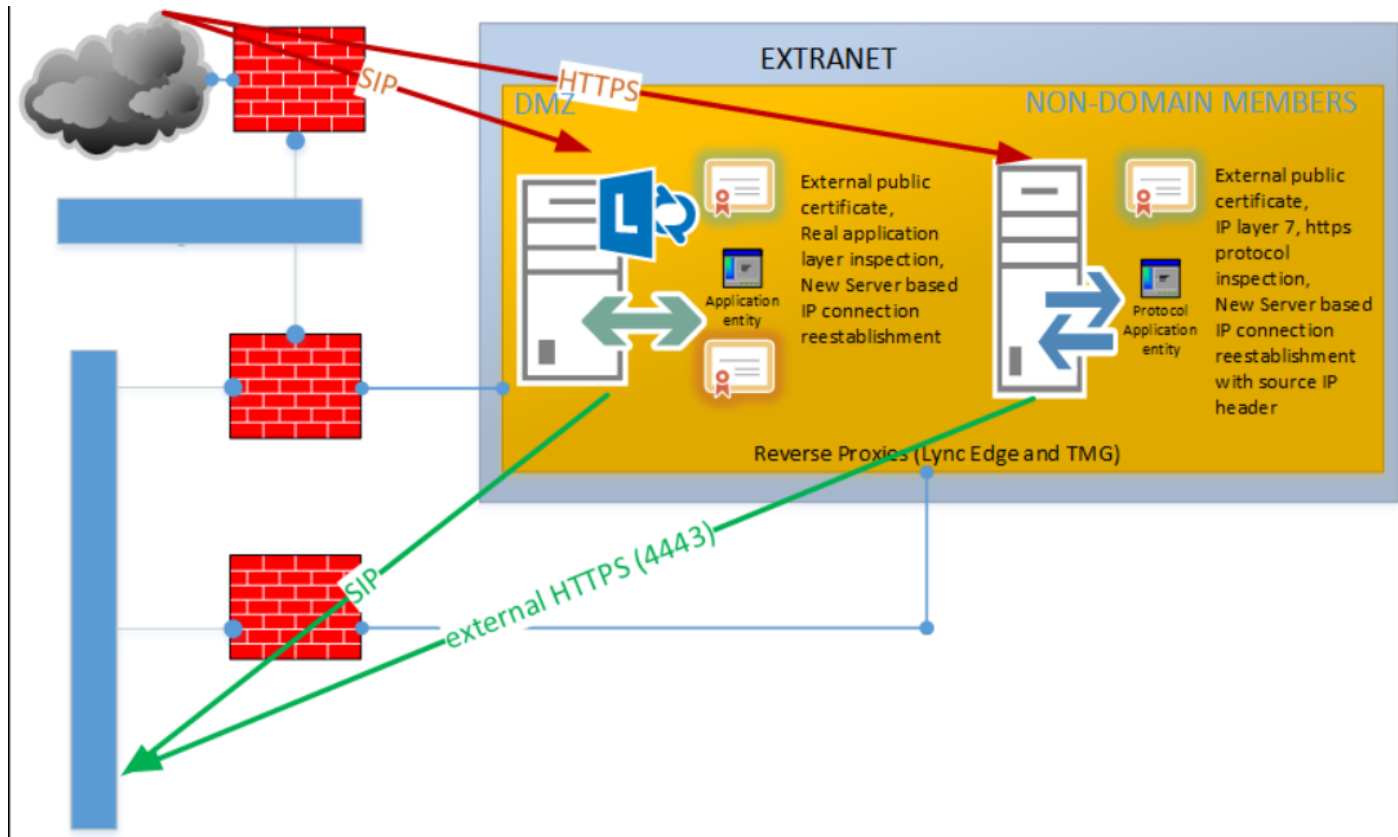 EXTRANET
DMZ
NON-DOMAIN MEMBERS
SIP
HTTPS
L
External public
certificate,
Real application
layer inspection,
New Server based
IP connection
reestablishment
Application
entity
External public
certificate,
IP layer 7, https
protocol
inspection,
New Server based
IP connection
reestablishment
with source IP
header
Protocol
Application
entity
Reverse Proxies (Lync Edge and TMG)
SIP
external HTTPS (4443)